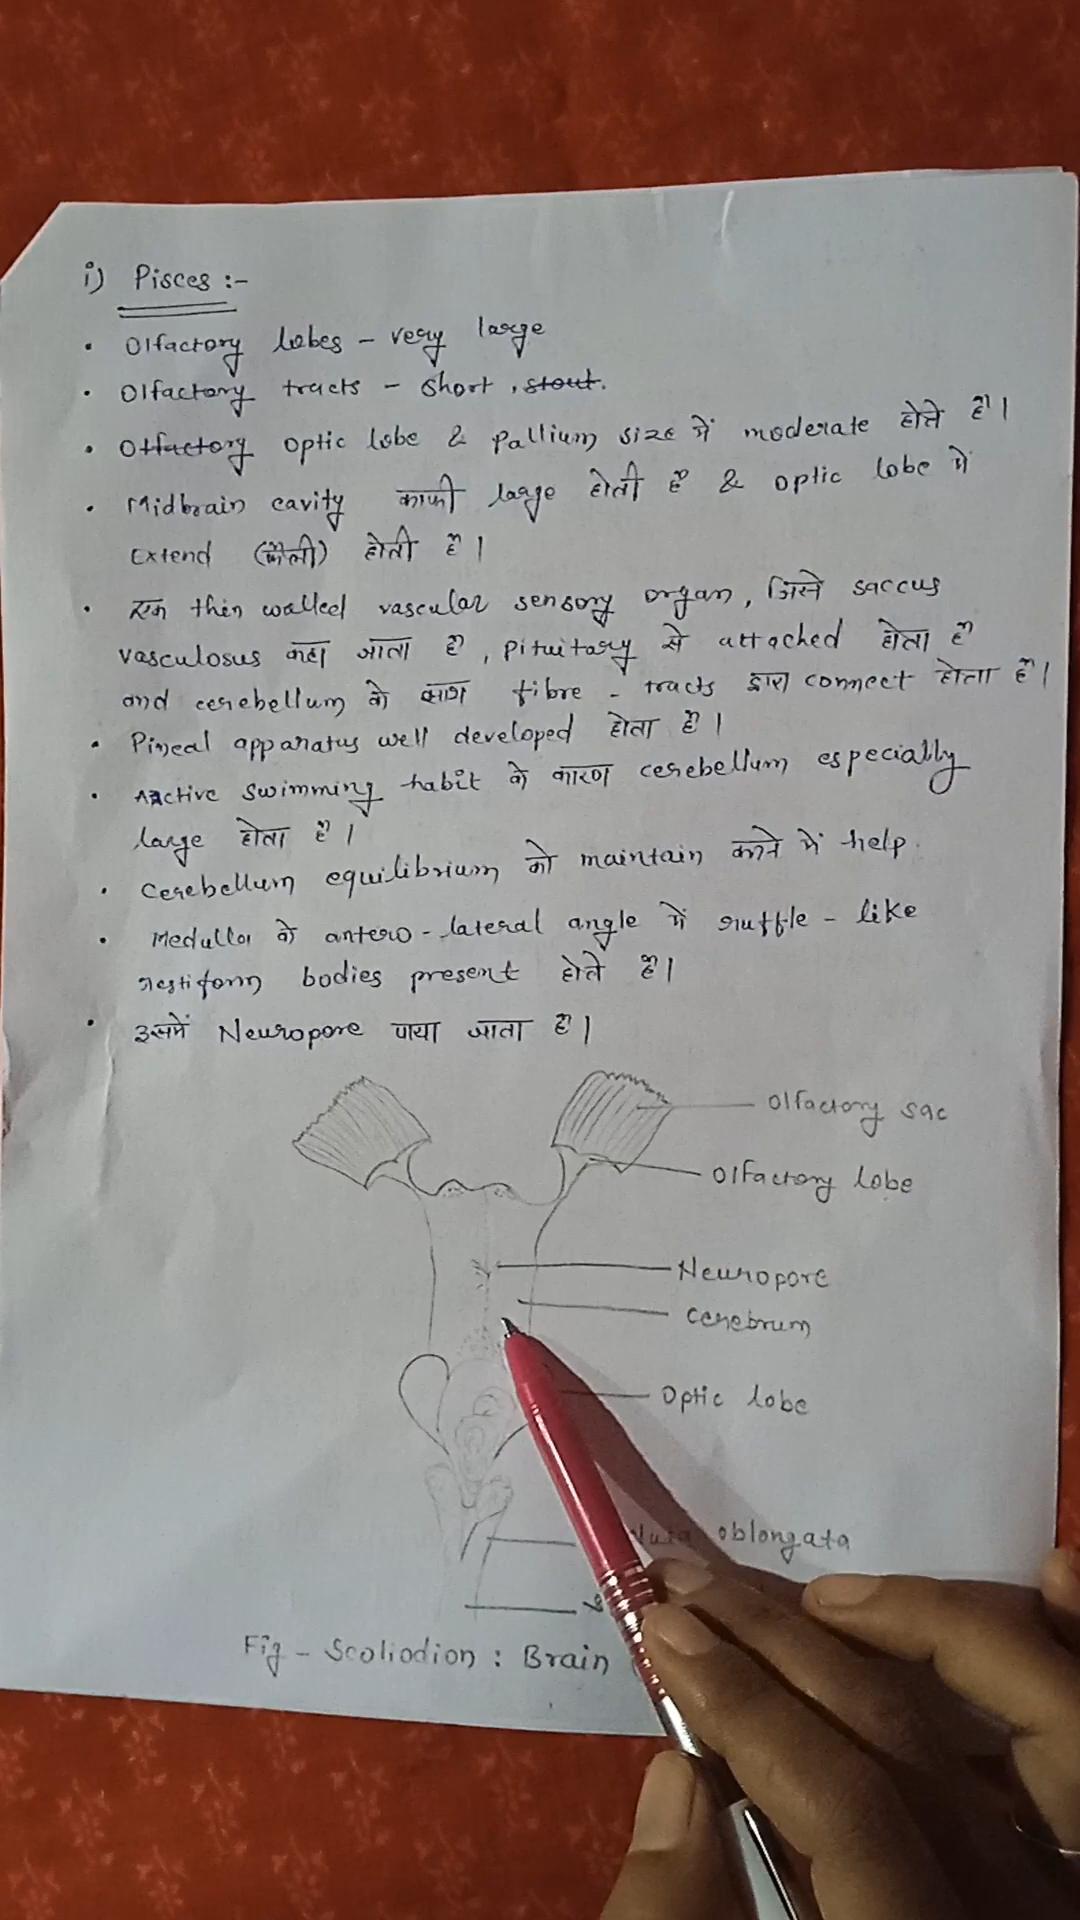 i) Pisces :-
• Olfactory lobes - very large
• Olfactory tracts - short, stout.
• Olfactory optic lobe & Pallium size में moderate होते हैं।
• Midbrain cavity काफी large होती है & optic lobe में
Extend (फैली) होती है।
• एक thin walled vascular sensory organ, जिसे saccus
vasculosus कहा जाता है, pituitary से attached होता है
and cerebellum के साथ fibre - tracts द्वारा connect होता है।
• Pineal apparatus well developed होता है।
• Active swimming habit के कारण cerebellum especially
large होता है।
• Cerebellum equilibrium को maintain करने में help.
• Medulla के antero-lateral angle में ruffle-like
restiform bodies present होते हैं।
• उसमें Neuropore पाया जाता है।
Olfactory sac
Olfactory lobe
Neuropore
cerebrum
Optic lobe
oblongata
Fig - Scoliodion : Brain